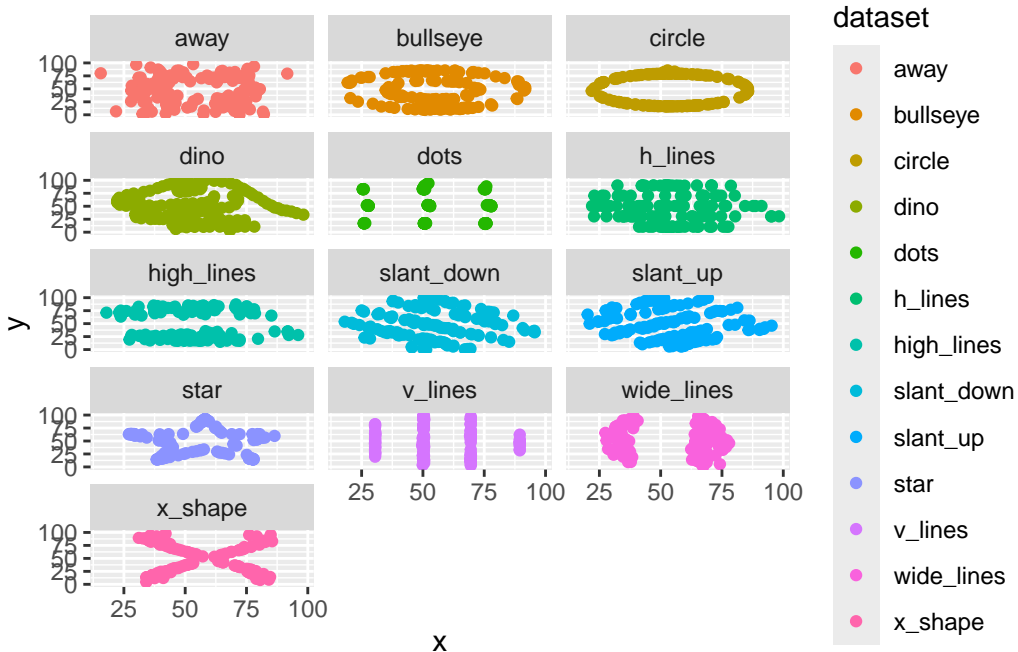 dataset
away
bullseye
circle
dino
dots
h_lines
high_lines
slant_down
slant_up
star
v_lines
wide_lines
x_shape
away bullseye circle
100
75
50
25
0
dino dots h_lines
100
75
50
25
0
high_lines slant_down slant_up
100
75
50
25
0
star v_lines wide_lines
100
75
50
25
0
25 50 75 100 25 50 75 100
x_shape
100
75
50
25
0
25 50 75 100
x
y